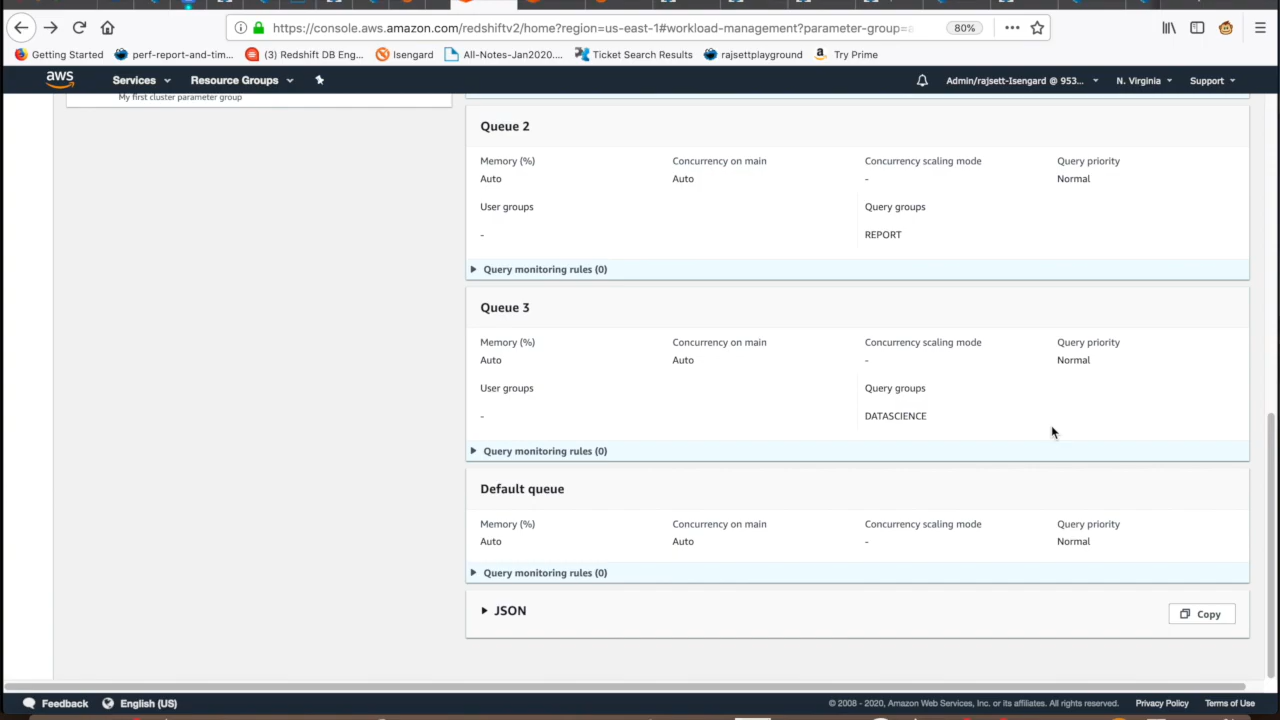 https://console.aws.amazon.com/redshiftv2/home?region=us-east-1#workload-management?parameter-group=a
80%
Getting Started
perf-report-and-tim...
(3) Redshift DB Eng...
Isengard
All-Notes-Jan2020....
Ticket Search Results
rajsettplayground
Try Prime
aws
Services
Resource Groups
Admin/rajsett-Isengard @ 953...
N. Virginia
Support
My first cluster parameter group
Queue 2
Memory (%) Concurrency on main Concurrency scaling mode Query priority
Auto Auto - Normal
User groups Query groups
- REPORT
Query monitoring rules (0)
Queue 3
Memory (%) Concurrency on main Concurrency scaling mode Query priority
Auto Auto - Normal
User groups Query groups
- DATASCIENCE
Query monitoring rules (0)
Default queue
Memory (%) Concurrency on main Concurrency scaling mode Query priority
Auto Auto - Normal
Query monitoring rules (0)
JSON
Copy
Feedback
English (US)
© 2008 - 2020, Amazon Web Services, Inc. or its affiliates. All rights reserved.
Privacy Policy
Terms of Use